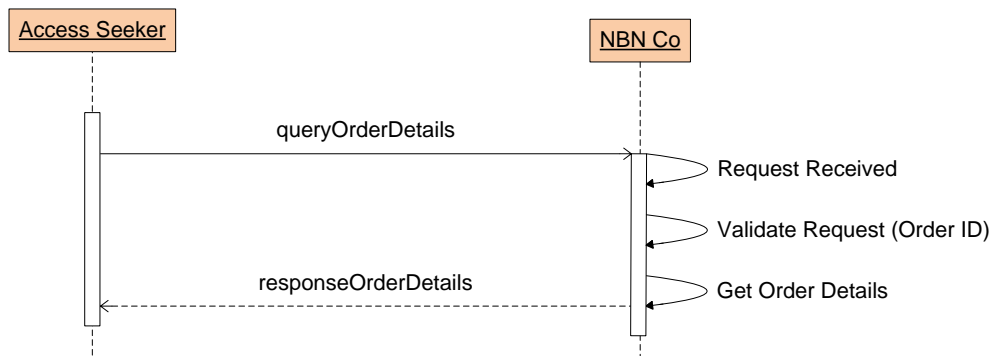 Access Seeker
NBN Co
queryOrderDetails
Request Received
Validate Request (Order ID)
responseOrderDetails
Get Order Details